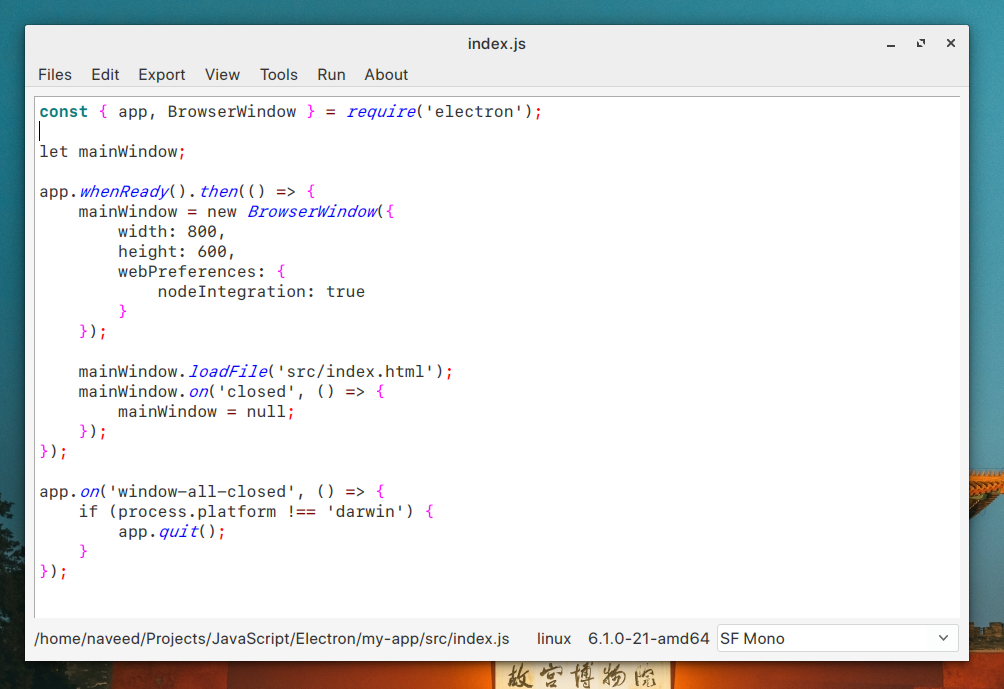 index.js
Files Edit Export View Tools Run About
const { app, BrowserWindow } = require('electron');
let mainWindow;
app.whenReady().then(() => {
    mainWindow = new BrowserWindow({
        width: 800,
        height: 600,
        webPreferences: {
            nodeIntegration: true
        }
    });
    mainWindow.loadFile('src/index.html');
    mainWindow.on('closed', () => {
        mainWindow = null;
    });
});
app.on('window-all-closed', () => {
    if (process.platform !== 'darwin') {
        app.quit();
    }
});
/home/naveed/Projects/JavaScript/Electron/my-app/src/index.js linux 6.1.0-21-amd64 SF Mono
故宫博物院